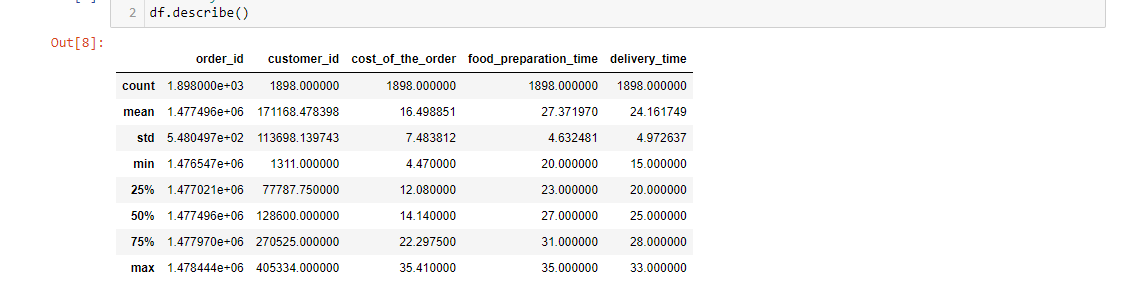 2 df.describe()
Out[8]:
order_id customer_id cost_of_the_order food_preparation_time delivery_time
count 1.898000e+03 1898.000000 1898.000000 1898.000000 1898.000000
mean 1.477496e+06 171168.478398 16.498851 27.371970 24.161749
std 5.480497e+02 113698.139743 7.483812 4.632481 4.972637
min 1.476547e+06 1311.000000 4.470000 20.000000 15.000000
25% 1.477021e+06 77787.750000 12.080000 23.000000 20.000000
50% 1.477496e+06 128600.000000 14.140000 27.000000 25.000000
75% 1.477970e+06 270525.000000 22.297500 31.000000 28.000000
max 1.478444e+06 405334.000000 35.410000 35.000000 33.000000